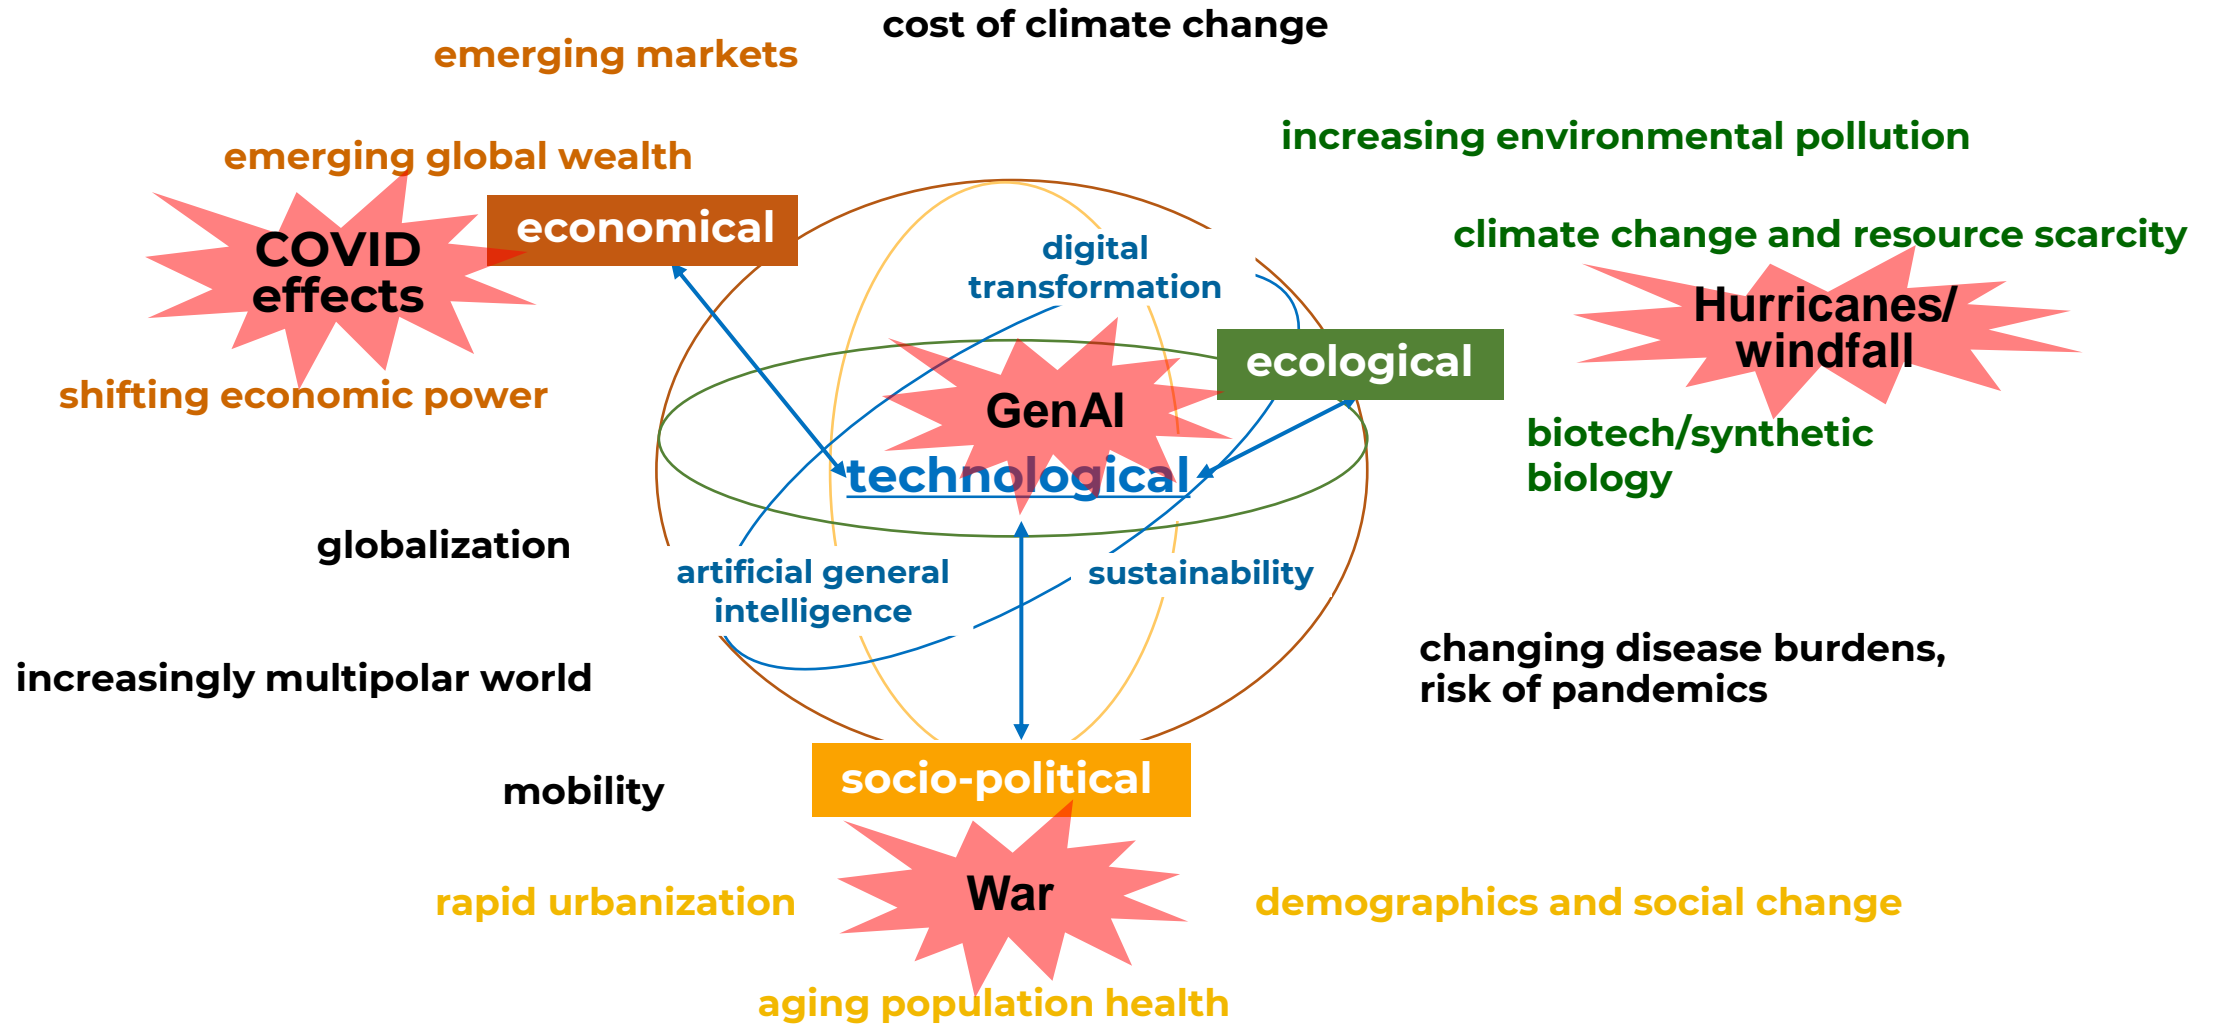 cost of climate change
emerging markets
increasing environmental pollution
emerging global wealth
economical
climate change and resource scarcity
COVID
effects
digital
transformation
Hurricanes/
windfall
ecological
shifting economic power
GenAI
biotech/synthetic
biology
technological
globalization
artificial general
intelligence
sustainability
increasingly multipolar world
changing disease burdens,
risk of pandemics
socio-political
mobility
War
rapid urbanization
demographics and social change
aging population health